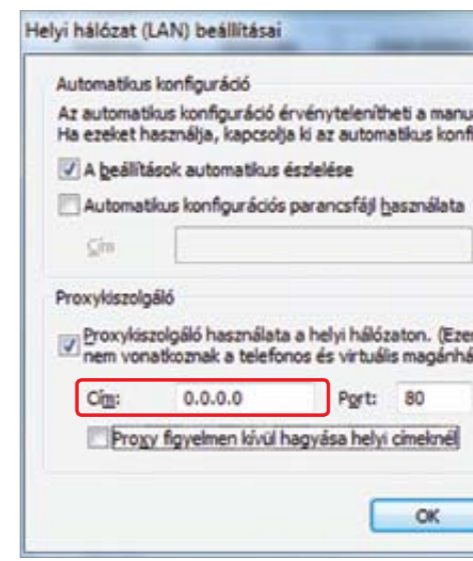 Helyi hálózat (LAN) beállításai
Automatikus konfiguráció
Az automatikus konfiguráció érvénytelenítheti a manu
Ha ezeket használja, kapcsolja ki az automatikus konfi
A beállítások automatikus észlelése
Automatikus konfigurációs parancsfájl használata
Cím
Proxykiszolgáló
Proxykiszolgáló használata a helyi hálózaton. (Ezek
nem vonatkoznak a telefonos és virtuális magánhá
Cím: 0.0.0.0 Port: 80
Proxy figyelmen kívül hagyása helyi címeknél
OK